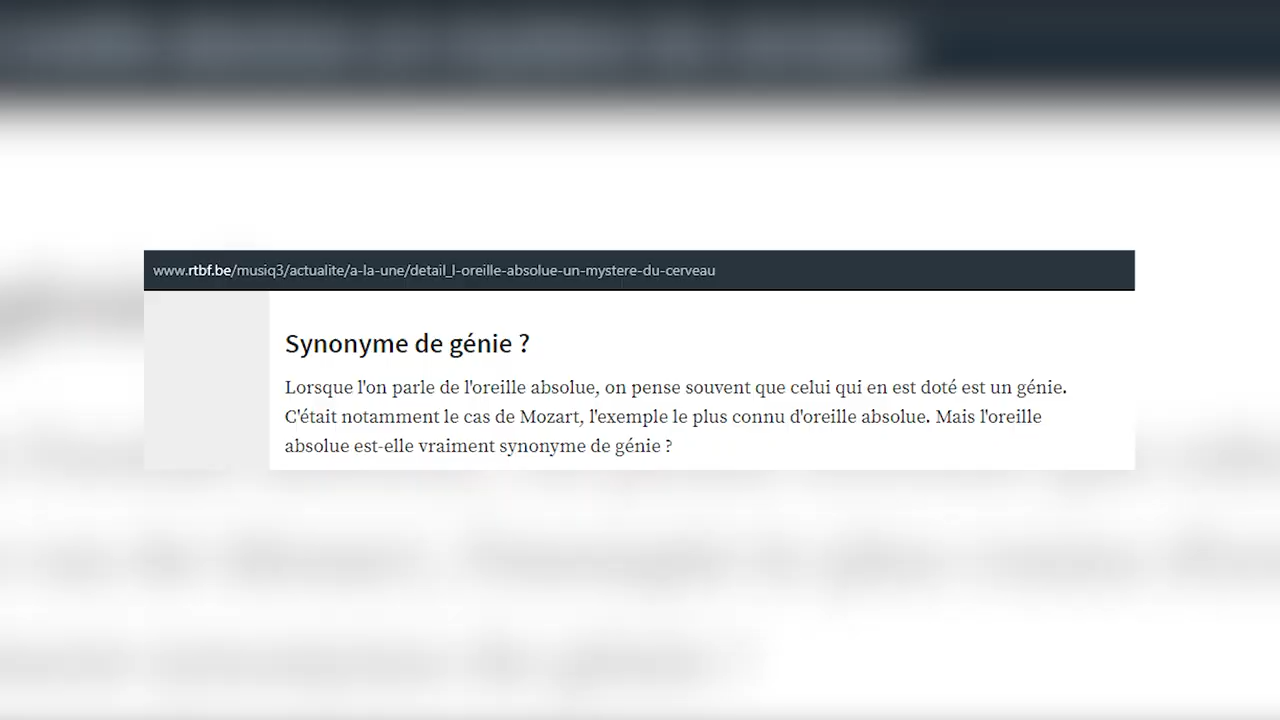 www.rtbf.be/musiq3/actualite/a-la-une/detail_l-oreille-absolue-un-mystere-du-cerveau
Synonyme de génie ?
Lorsque l'on parle de l'oreille absolue, on pense souvent que celui qui en est doté est un génie.
C'était notamment le cas de Mozart, l'exemple le plus connu d'oreille absolue. Mais l'oreille
absolue est-elle vraiment synonyme de génie ?